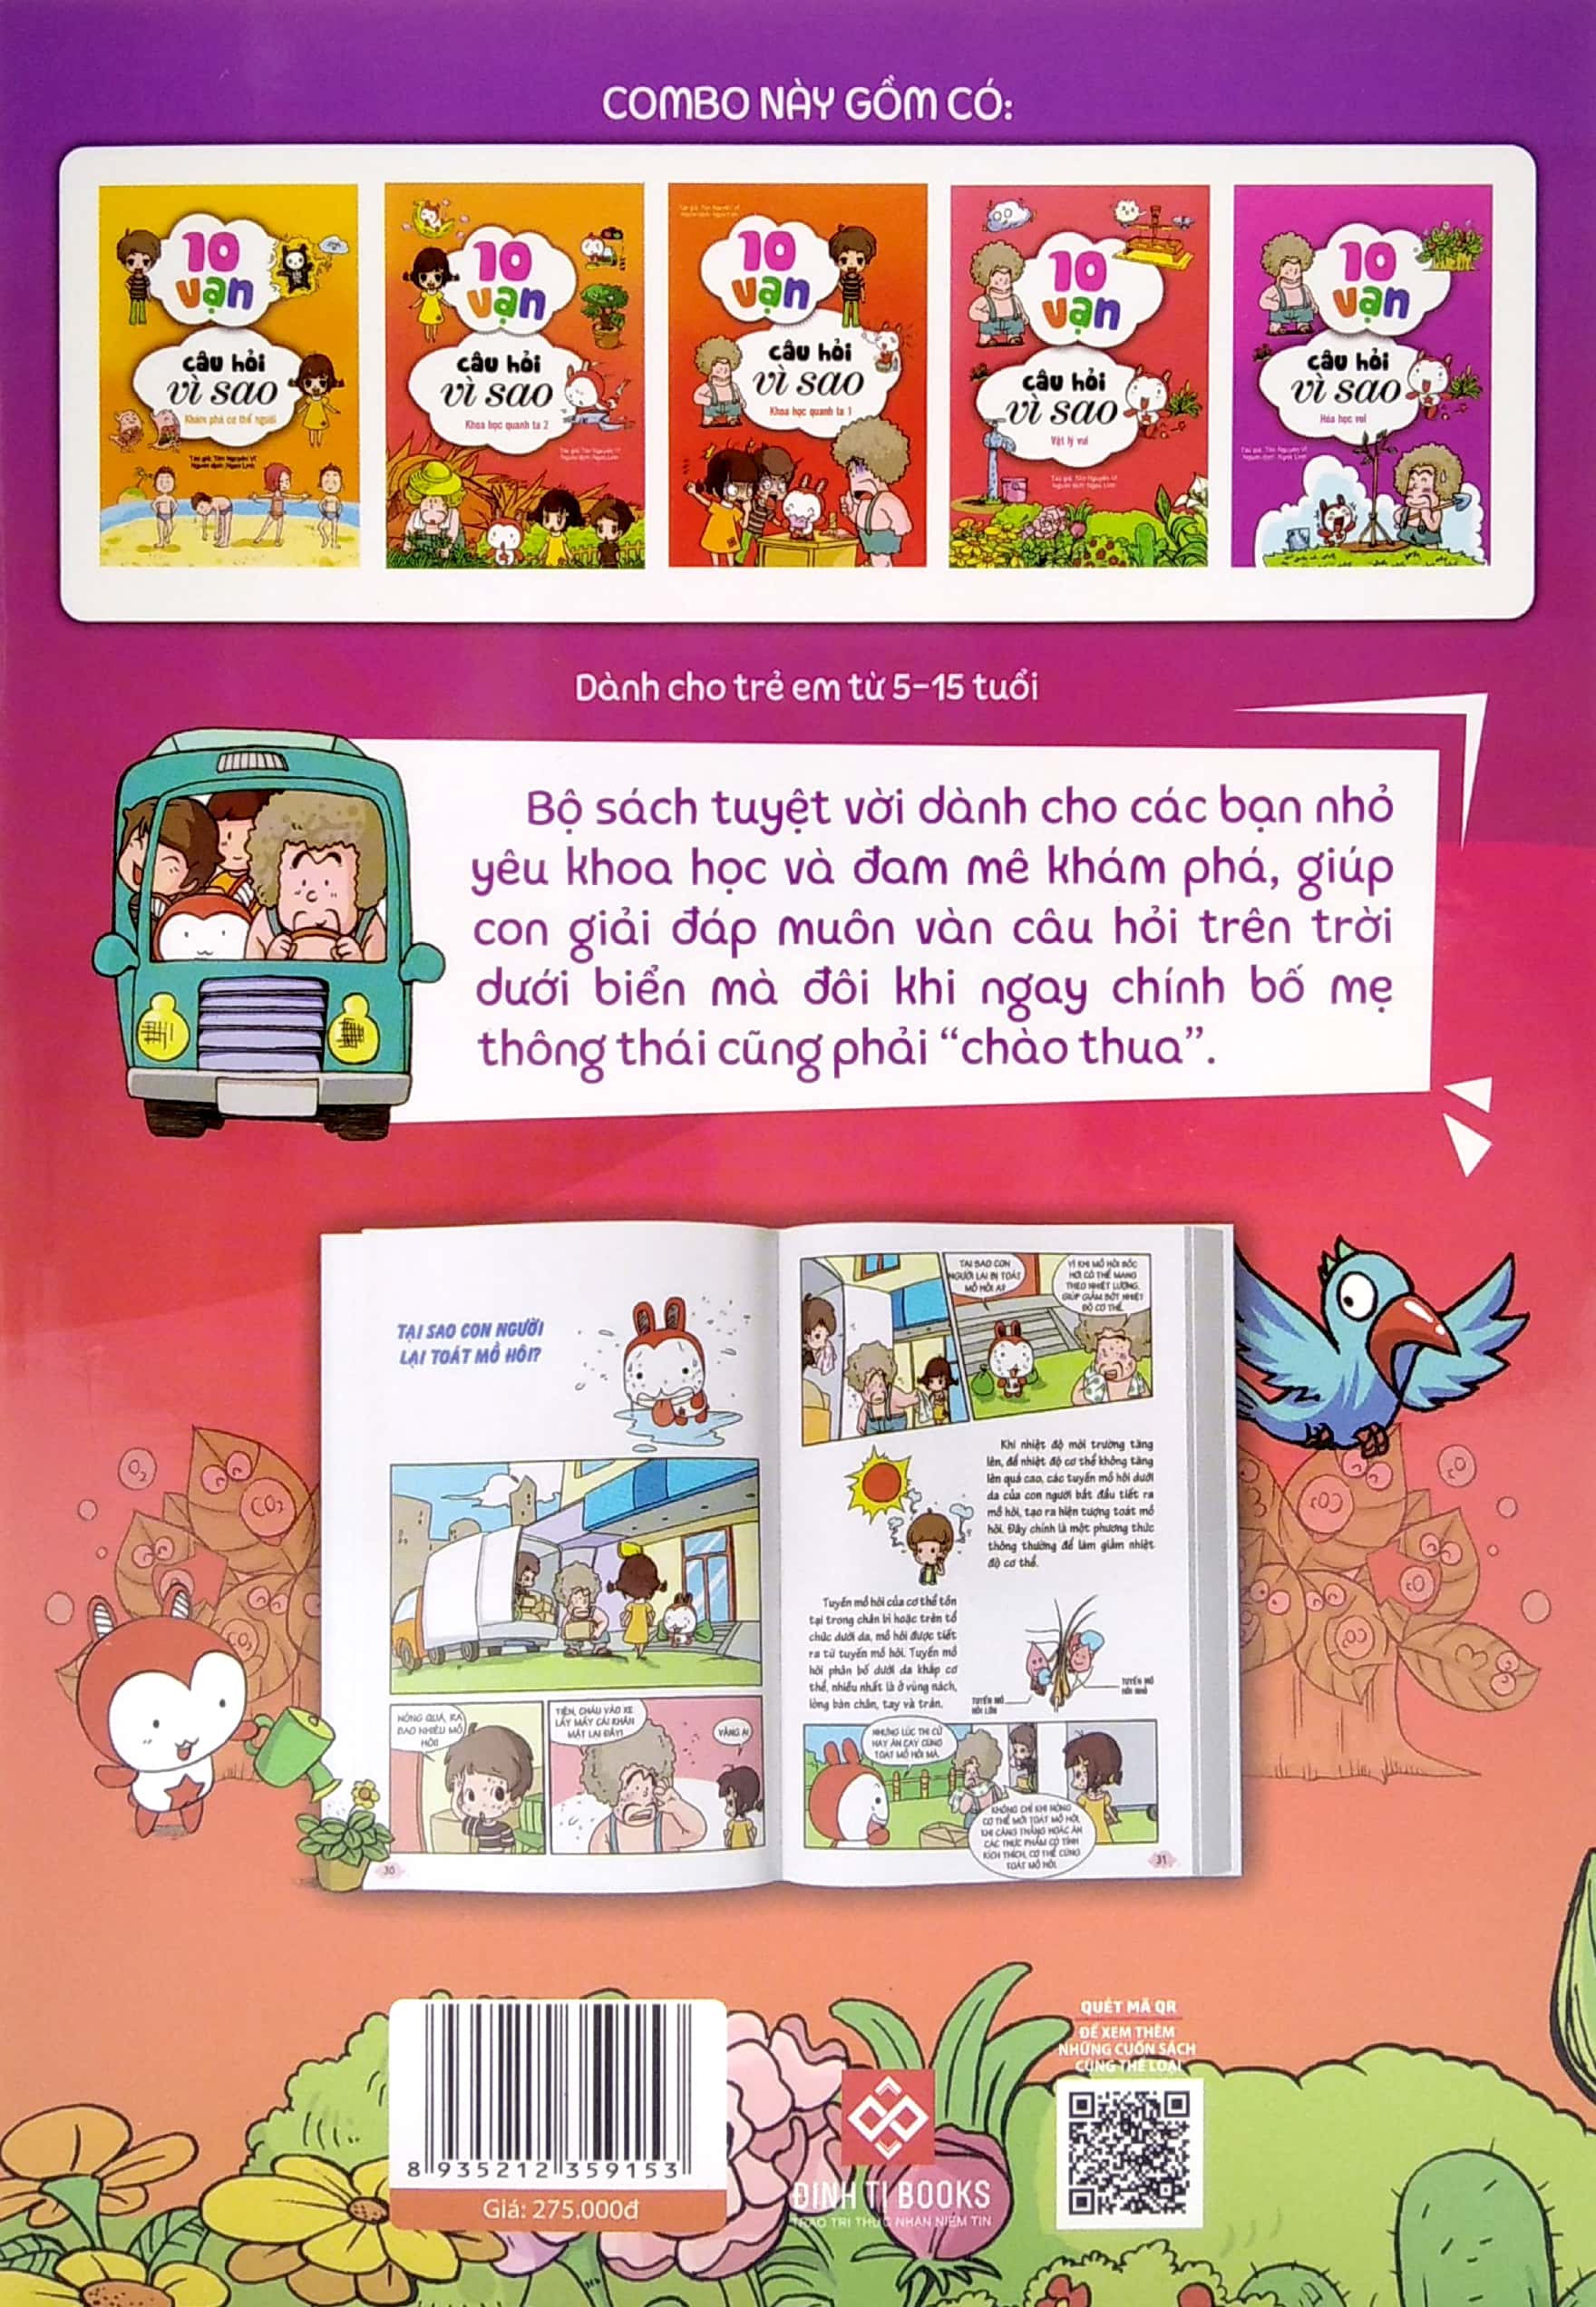 COMBO NÀY GỒM CÓ:
10
vạn
câu hỏi
vì sao
Khám phá cơ thể người
Tác giả: Tôn Nguyên Vĩ
Người dịch: Ngọc Linh
10
vạn
câu hỏi
vì sao
Khoa học quanh ta 2
Tác giả: Tôn Nguyên Vĩ
Người dịch: Ngọc Linh
Tác giả: Tôn Nguyên Vĩ
Người dịch: Ngọc Linh
10
vạn
câu hỏi
vì sao
Khoa học quanh ta 1
10
vạn
câu hỏi
vì sao
Vật lý vui
Tác giả: Tôn Nguyên Vĩ
Người dịch: Ngọc Linh
10
vạn
câu hỏi
vì sao
Hóa học vui
Tác giả: Tôn Nguyên Vĩ
Người dịch: Ngọc Linh
Dành cho trẻ em từ 5-15 tuổi
Bộ sách tuyệt vời dành cho các bạn nhỏ
yêu khoa học và đam mê khám phá, giúp
con giải đáp muôn vàn câu hỏi trên trời
dưới biển mà đôi khi ngay chính bố mẹ
thông thái cũng phải “chào thua”.
TẠI SAO CON NGƯỜI
LẠI TOÁT MỒ HÔI?
NÓNG QUÁ, RA
BAO NHIÊU MỒ
HÔI!
TIỆN, CHÁU VÀO XE
LẤY MẤY CÁI KHĂN
MẶT LẠI ĐÂY!
VÂNG Ạ!
30
TẠI SAO CON
NGƯỜI LẠI BỊ TOÁT
MỒ HÔI Ạ?
VÌ KHI MỒ HÔI BỐC
HƠI CÓ THỂ MANG
THEO NHIỆT LƯỢNG,
GIÚP GIẢM BỚT NHIỆT
ĐỘ CƠ THỂ.
Khi nhiệt độ môi trường tăng
lên, để nhiệt độ cơ thể không tăng
lên quá cao, các tuyến mồ hôi dưới
da của con người bắt đầu tiết ra
mồ hôi, tạo ra hiện tượng toát mồ
hôi. Đây chính là một phương thức
thông thường để làm giảm nhiệt
độ cơ thể.
Tuyến mồ hôi của cơ thể tồn
tại trong chân bì hoặc trên tổ
chức dưới da, mồ hôi được tiết
ra từ tuyến mồ hôi. Tuyến mồ
hôi phân bố dưới da khắp cơ
thể, nhiều nhất là ở vùng nách,
lòng bàn chân, tay và trán.
TUYẾN MỒ
HÔI LỚN
TUYẾN MỒ
HÔI NHỎ
NHƯNG LÚC THI CỬ
HAY ĂN CAY CŨNG
TOÁT MỒ HÔI MÀ.
KHÔNG CHỈ KHI NÓNG
CƠ THỂ MỚI TOÁT MỒ HÔI,
KHI CĂNG THẲNG HOẶC ĂN
CÁC THỰC PHẨM CÓ TÍNH
KÍCH THÍCH, CƠ THỂ CŨNG
TOÁT MỒ HÔI.
31
O2
CO2
8 935212 359153
Giá: 275.000đ
ĐINH TỊ BOOKS
TRAO TRI THỨC NHẬN NIỀM TIN
QUÉT MÃ QR
ĐỂ XEM THÊM
NHỮNG CUỐN SÁCH
CÙNG THỂ LOẠI